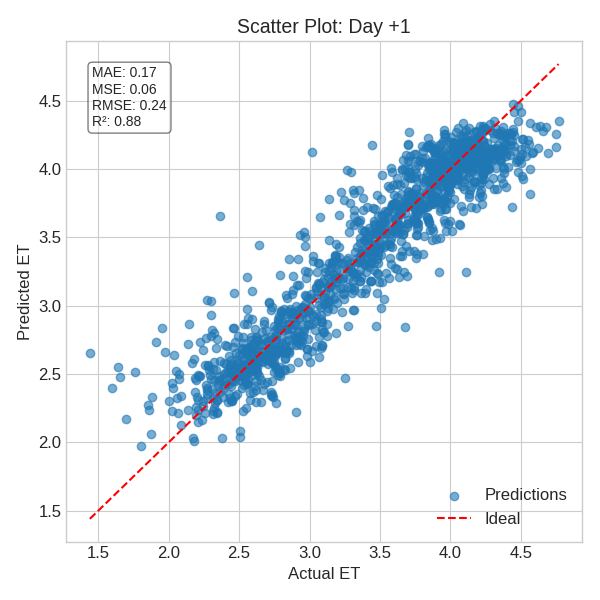 Scatter Plot: Day +1
MAE: 0.17
MSE: 0.06
RMSE: 0.24
R²: 0.88
Predicted ET
4.5
4.0
3.5
3.0
2.5
2.0
1.5
Predictions
Ideal
1.5 2.0 2.5 3.0 3.5 4.0 4.5
Actual ET